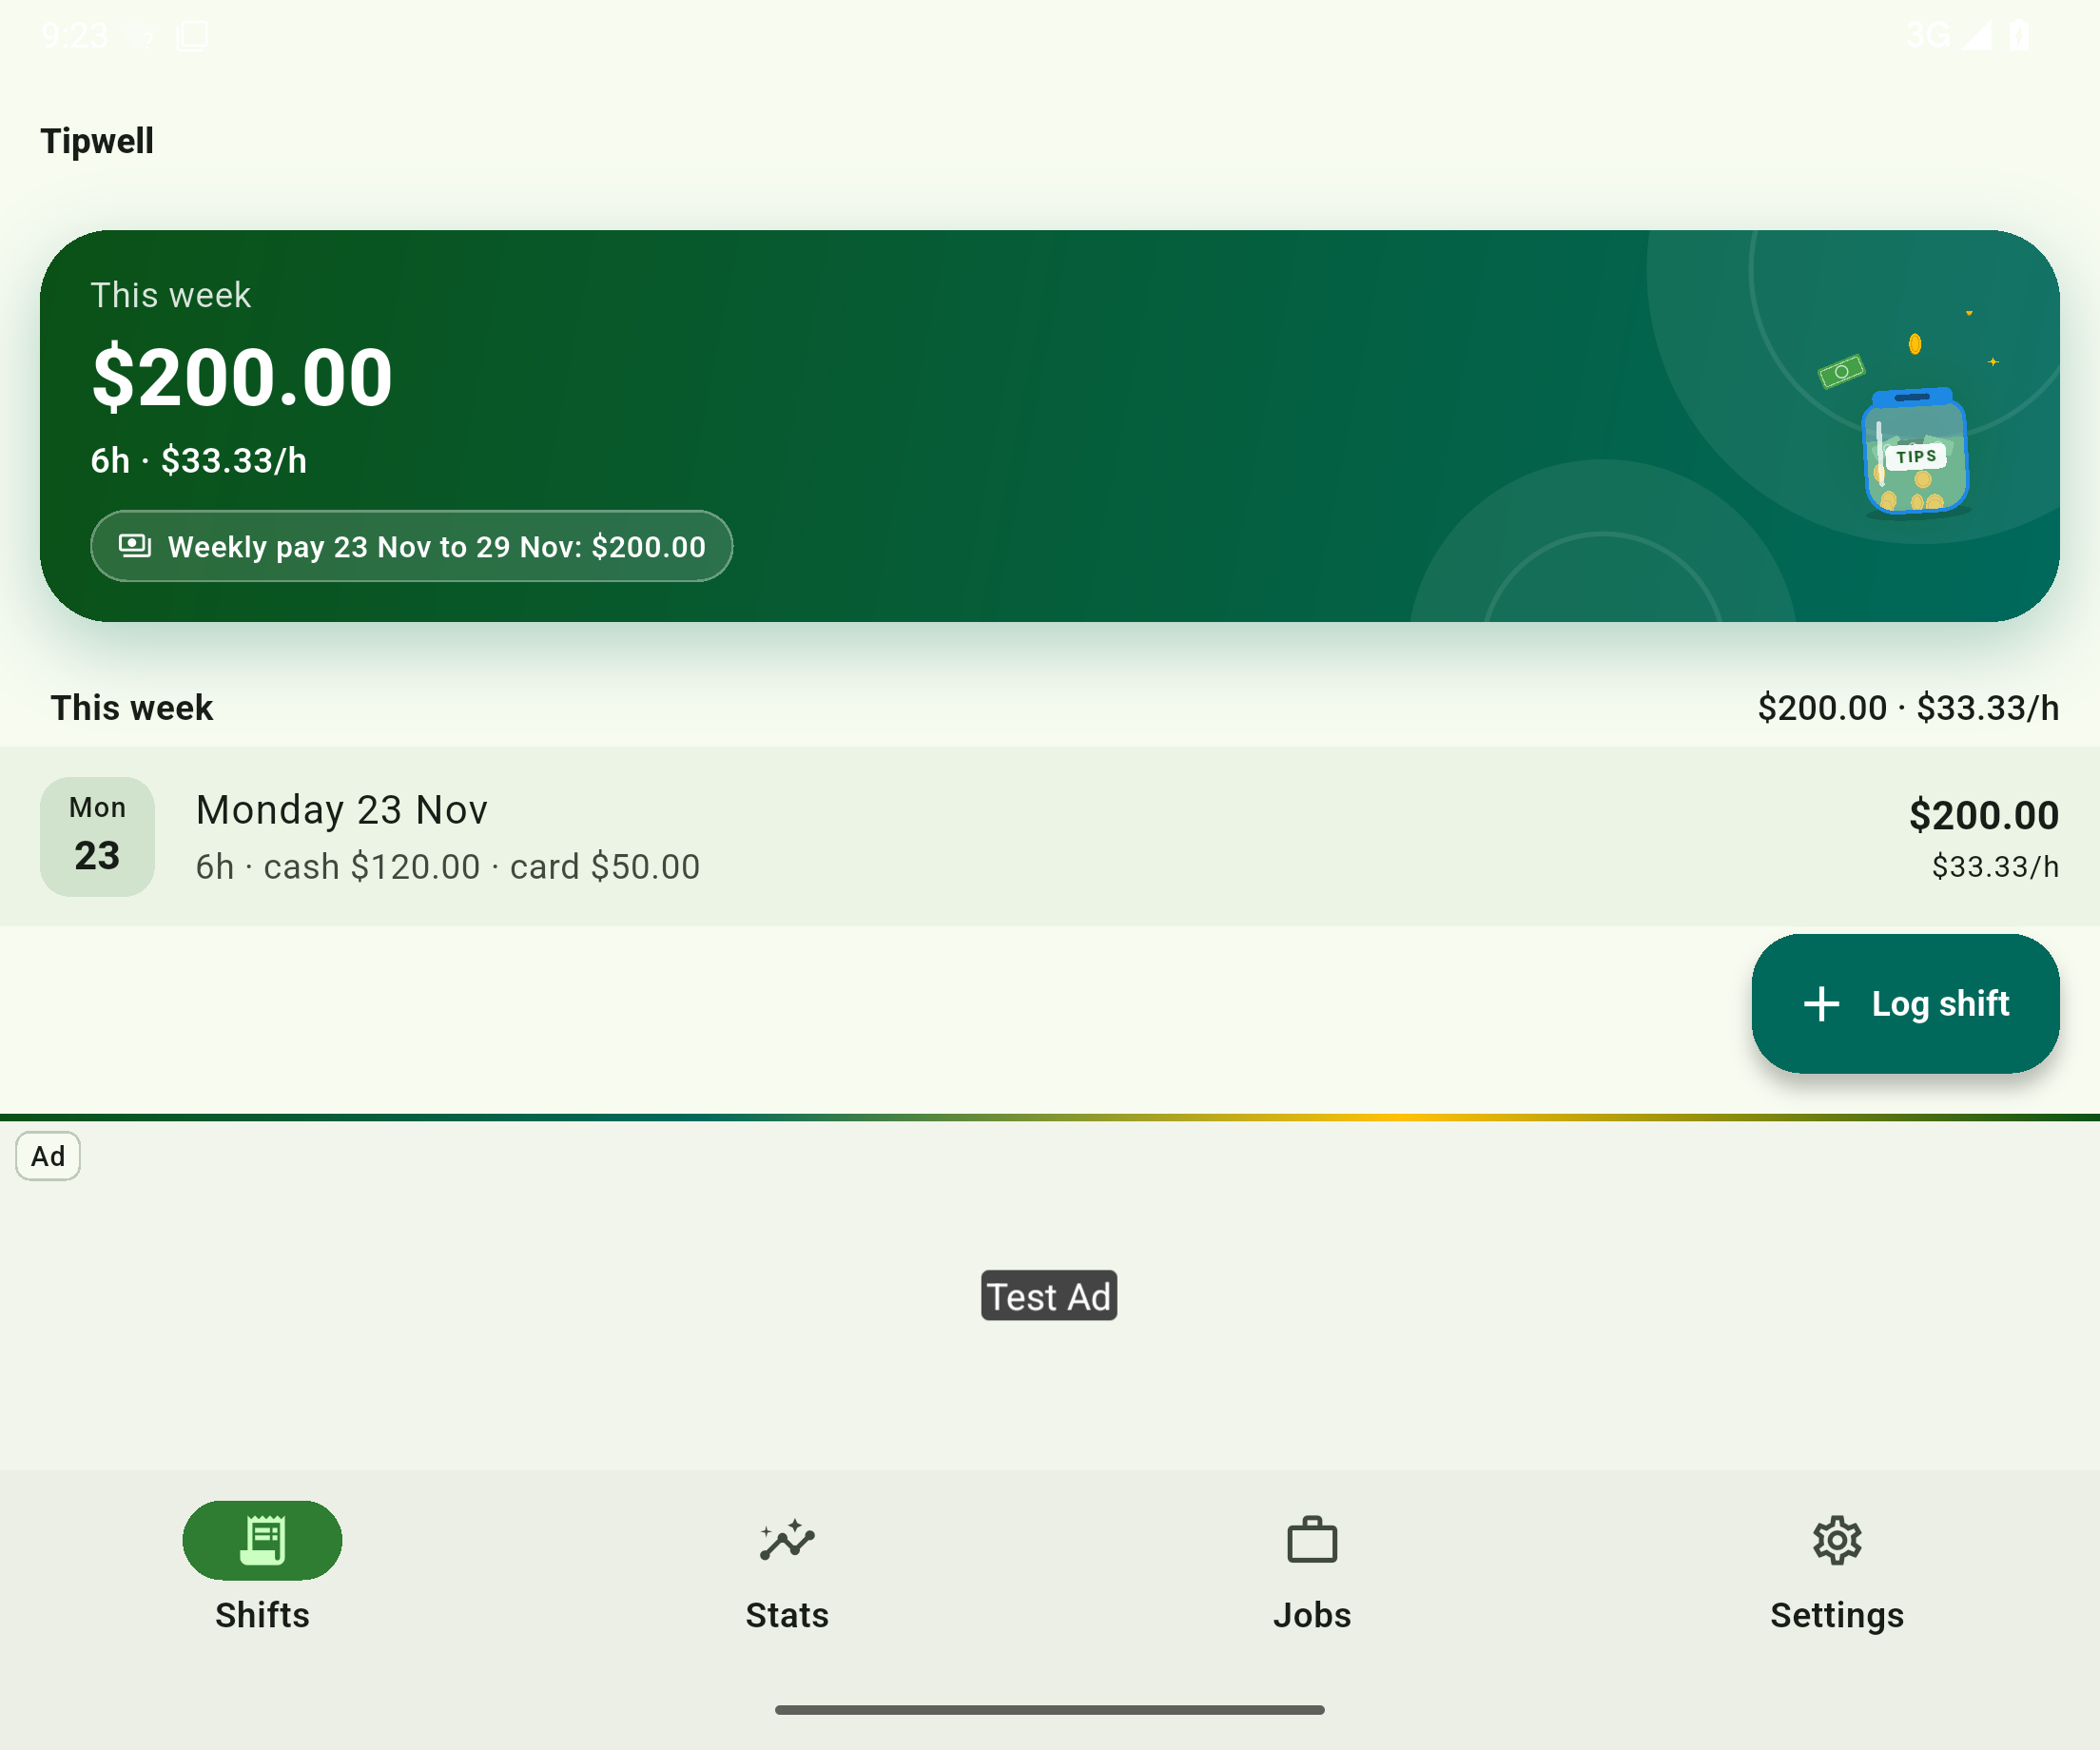 9:23
3G
Tipwell
This week
$200.00
6h · $33.33/h
Weekly pay 23 Nov to 29 Nov: $200.00
TIPS
This week
$200.00 · $33.33/h
Mon
23
Monday 23 Nov
6h · cash $120.00 · card $50.00
$200.00
$33.33/h
Log shift
Ad
Test Ad
Shifts
Stats
Jobs
Settings